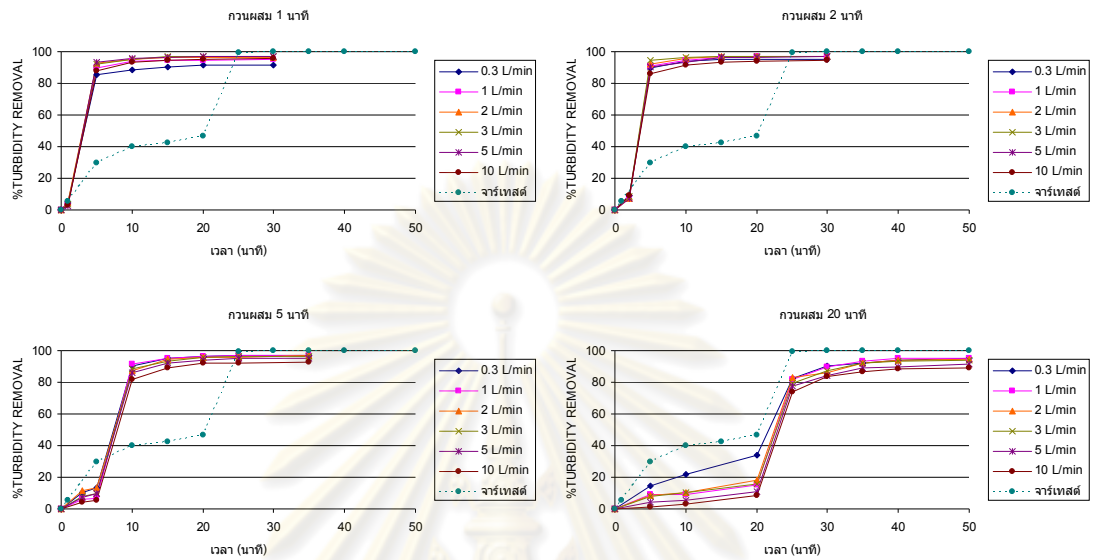 กวนผสม 1 นาที
%TURBIDITY REMOVAL
100
80
60
40
20
0
0 10 20 30 40 50
เวลา (นาที)
0.3 L/min
1 L/min
2 L/min
3 L/min
5 L/min
10 L/min
จาร์เทสต์
กวนผสม 2 นาที
%TURBIDITY REMOVAL
100
80
60
40
20
0
0 10 20 30 40 50
เวลา (นาที)
0.3 L/min
1 L/min
2 L/min
3 L/min
5 L/min
10 L/min
จาร์เทสต์
กวนผสม 5 นาที
%TURBIDITY REMOVAL
100
80
60
40
20
0
0 10 20 30 40 50
เวลา (นาที)
0.3 L/min
1 L/min
2 L/min
3 L/min
5 L/min
10 L/min
จาร์เทสต์
กวนผสม 20 นาที
%TURBIDITY REMOVAL
100
80
60
40
20
0
0 10 20 30 40 50
เวลา (นาที)
0.3 L/min
1 L/min
2 L/min
3 L/min
5 L/min
10 L/min
จาร์เทสต์